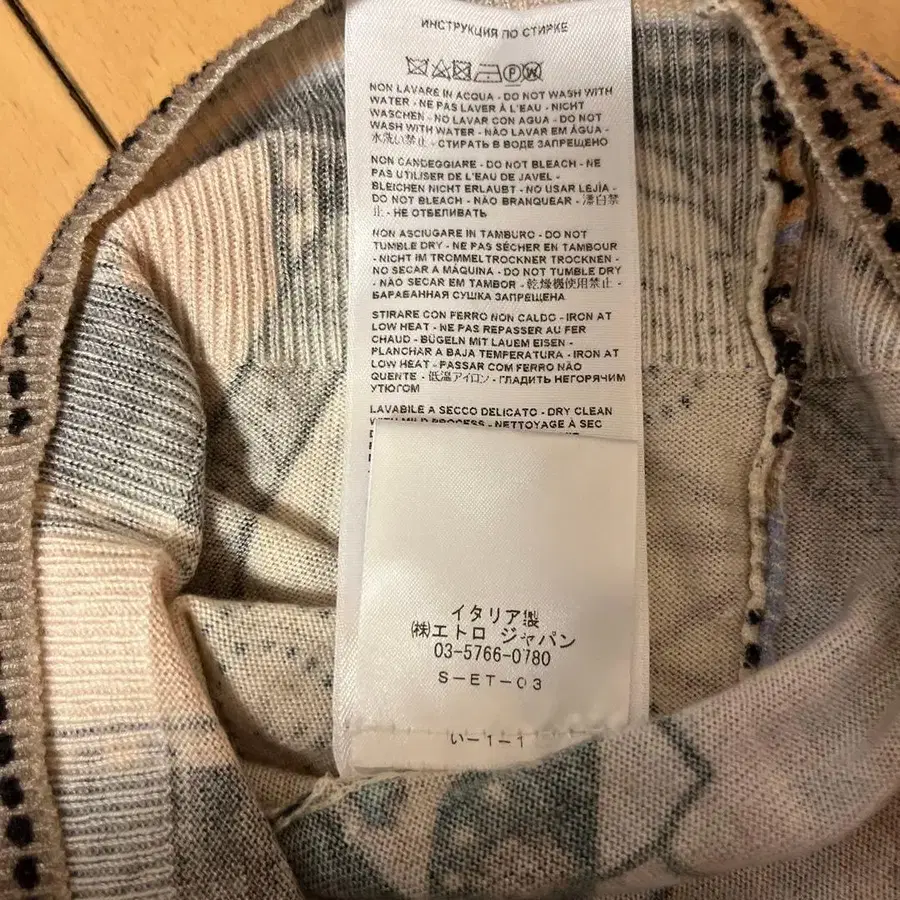 ИНСТРУКЦИЯ ПО СТИРКЕ
NON LAVARE IN ACQUA - DO NOT WASH WITH
WATER - NE PAS LAVER À L'EAU - NICHT
WASCHEN - NO LAVAR CON AGUA - DO NOT
WASH WITH WATER - NÃO LAVAR EM ÁGUA -
水洗い禁止 - СТИРАТЬ В ВОДЕ ЗАПРЕЩЕНО
NON CANDEGGIARE - DO NOT BLEACH - NE
PAS UTILISER DE L'EAU DE JAVEL -
BLEICHEN NICHT ERLAUBT - NO USAR LEJÍA -
DO NOT BLEACH - NÃO BRANQUEAR - 漂白禁
止 - НЕ ОТБЕЛИВАТЬ
NON ASCIUGARE IN TAMBURO - DO NOT
TUMBLE DRY - NE PAS SÉCHER EN TAMBOUR
- NICHT IM TROMMELTROCKNER TROCKNEN -
NO SECAR A MÁQUINA - DO NOT TUMBLE DRY
- NÃO SECAR EM TAMBOR - 乾燥機使用禁止 -
БАРАБАННАЯ СУШКА ЗАПРЕЩЕНА
STIRARE CON FERRO NON CALDO - IRON AT
LOW HEAT - NE PAS REPASSER AU FER
CHAUD - BÜGELN MIT LAUEM EISEN -
PLANCHAR A BAJA TEMPERATURA - IRON AT
LOW HEAT - PASSAR COM FERRO NÃO
QUENTE - 低温アイロン - ГЛАДИТЬ НЕГОРЯЧИМ
УТЮГОМ
LAVABILE A SECCO DELICATO - DRY CLEAN
WITH MILD PROCESS - NETTOYAGE À SEC
イタリア製
㈱エトロ ジャパン
03-5766-0780
S-ET-03
い-1-1